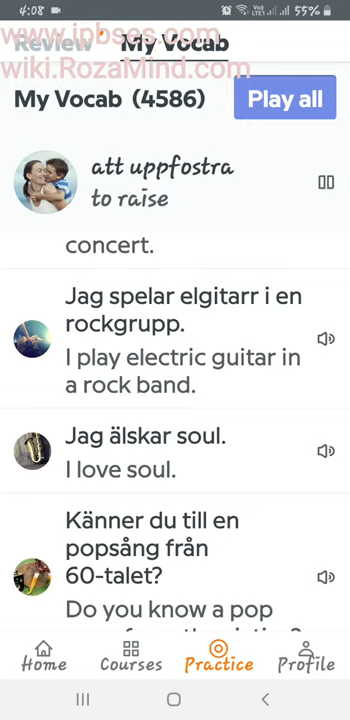 4:08
55%
www.ipbses.com
Review My Vocab
wiki.RozaMind.com
My Vocab (4586)
Play all
att uppfostra
to raise
concert.
Jag spelar elgitarr i en
rockgrupp.
I play electric guitar in
a rock band.
Jag älskar soul.
I love soul.
Känner du till en
popsång från
60-talet?
Do you know a pop
Home Courses Practice Profile